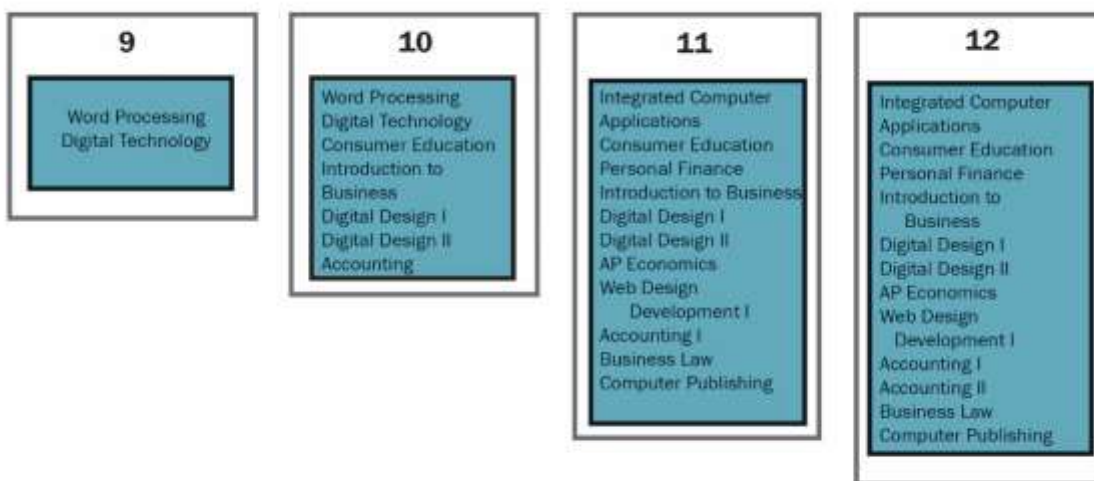 9
Word Processing
Digital Technology
10
Word Processing
Digital Technology
Consumer Education
Introduction to
Business
Digital Design I
Digital Design II
Accounting
11
Integrated Computer
Applications
Consumer Education
Personal Finance
Introduction to Business
Digital Design I
Digital Design II
AP Economics
Web Design
Development I
Accounting I
Business Law
Computer Publishing
12
Integrated Computer
Applications
Consumer Education
Personal Finance
Introduction to
Business
Digital Design I
Digital Design II
AP Economics
Web Design
Development I
Accounting I
Accounting II
Business Law
Computer Publishing